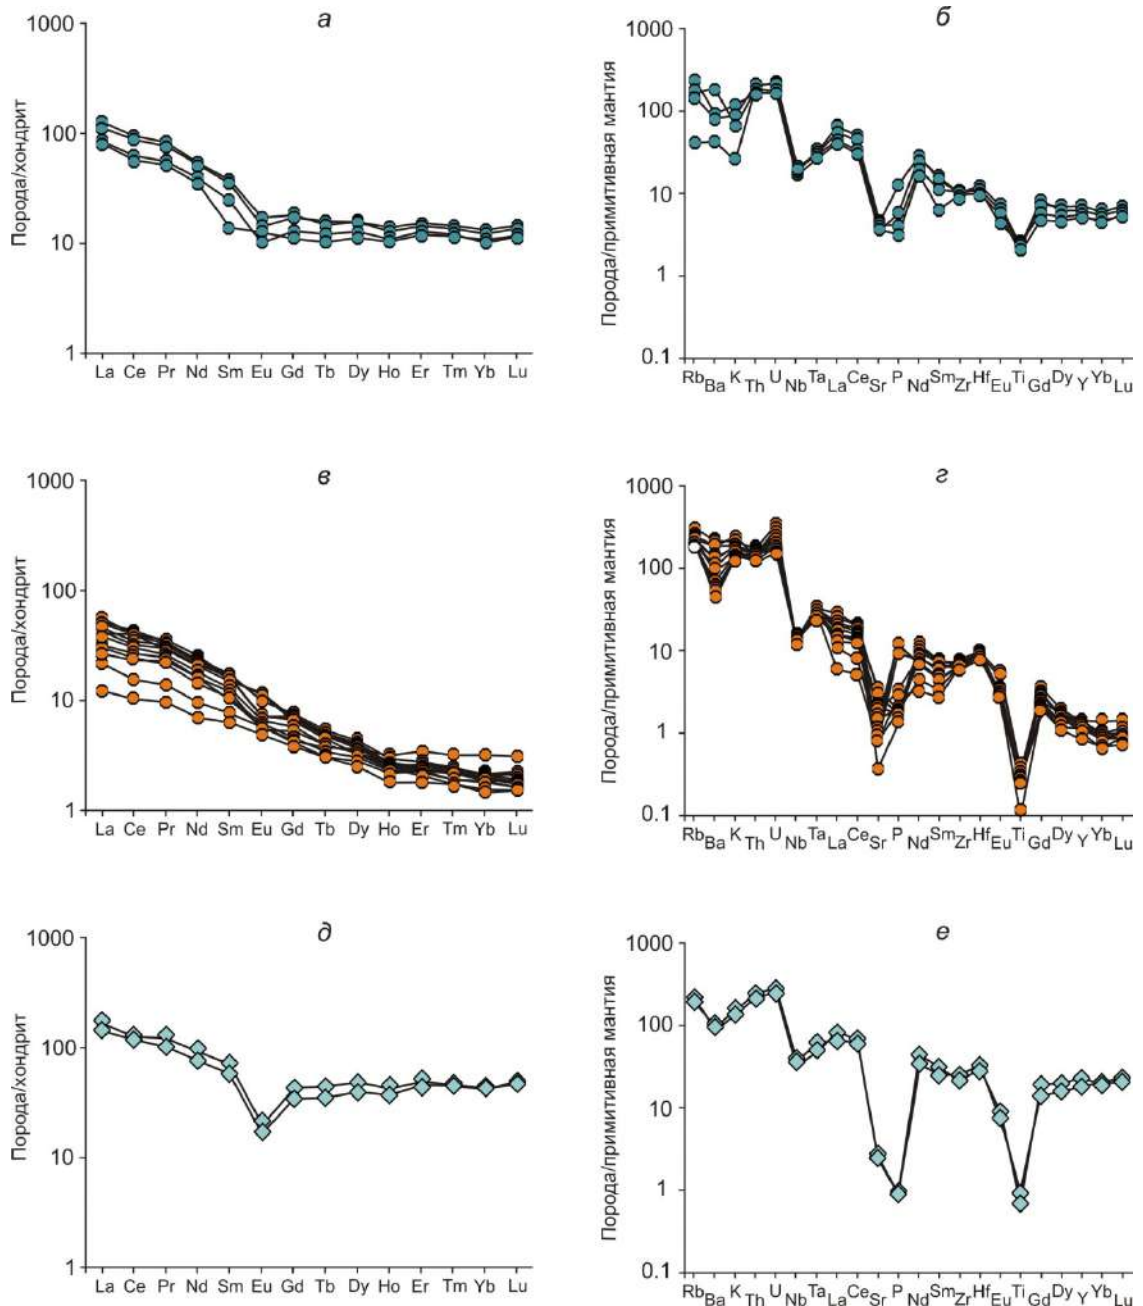 а
Порода/хондрит
1000
100
10
1
La Ce Pr Nd Sm Eu Gd Tb Dy Ho Er Tm Yb Lu
б
Порода/примитивная мантия
1000
100
10
1
0.1
Rb Ba K Th U Nb Ta La Ce Sr P Nd Sm Zr Hf Eu Ti Gd Dy Y Yb Lu
в
Порода/хондрит
1000
100
10
1
La Ce Pr Nd Sm Eu Gd Tb Dy Ho Er Tm Yb Lu
г
Порода/примитивная мантия
1000
100
10
1
0.1
Rb Ba K Th U Nb Ta La Ce Sr P Nd Sm Zr Hf Eu Ti Gd Dy Y Yb Lu
д
Порода/хондрит
1000
100
10
1
La Ce Pr Nd Sm Eu Gd Tb Dy Ho Er Tm Yb Lu
е
Порода/примитивная мантия
1000
100
10
1
0.1
Rb Ba K Th U Nb Ta La Ce Sr P Nd Sm Zr Hf Eu Ti Gd Dy Y Yb Lu